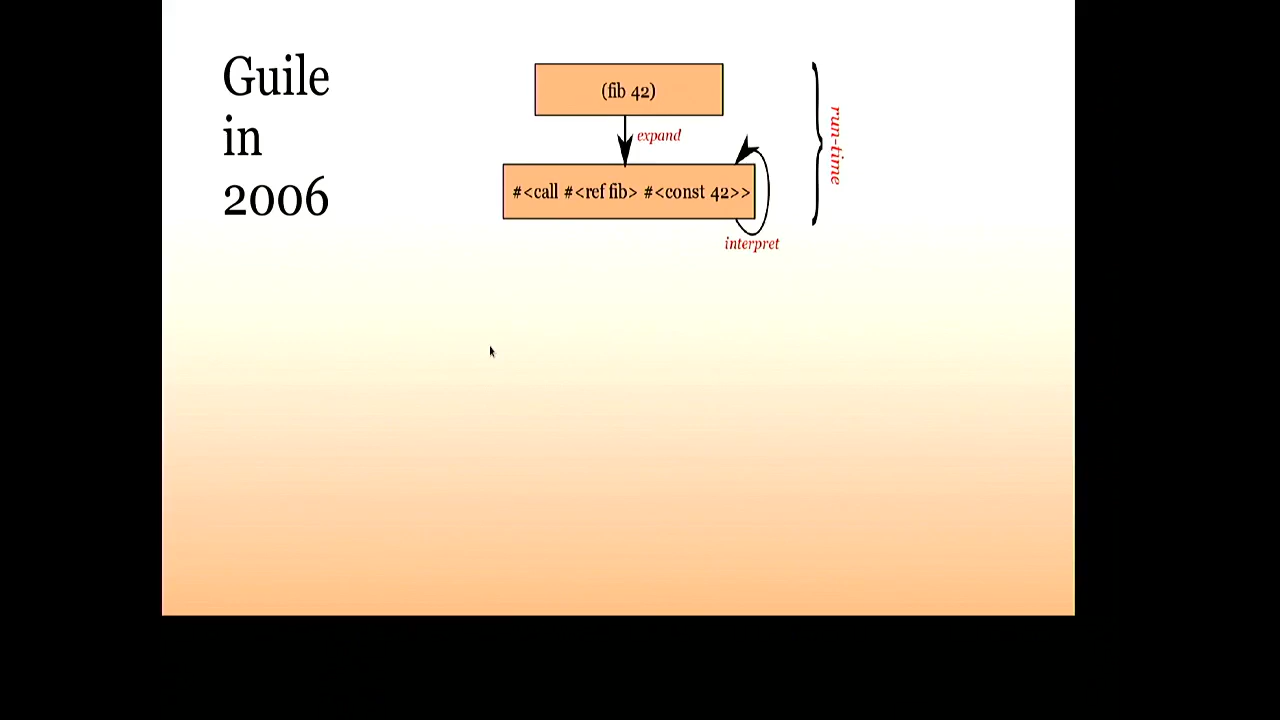 Guile
in
2006
(fib 42)
expand
#<call #<ref fib> #<const 42>>
interpret
run-time